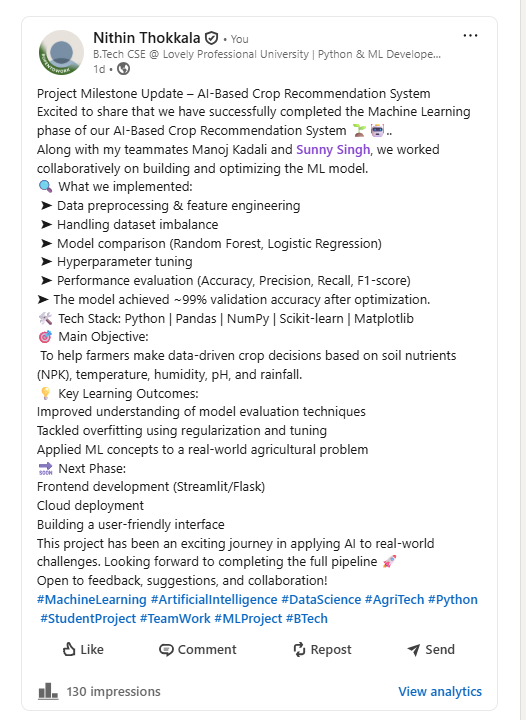 Nithin Thokkala • You
B.Tech CSE @ Lovely Professional University | Python & ML Develope...
1d •
Project Milestone Update – AI-Based Crop Recommendation System
Excited to share that we have successfully completed the Machine Learning
phase of our AI-Based Crop Recommendation System 🌱🤖..
Along with my teammates Manoj Kadali and Sunny Singh, we worked
collaboratively on building and optimizing the ML model.
🔍 What we implemented:
➤ Data preprocessing & feature engineering
➤ Handling dataset imbalance
➤ Model comparison (Random Forest, Logistic Regression)
➤ Hyperparameter tuning
➤ Performance evaluation (Accuracy, Precision, Recall, F1-score)
➤ The model achieved ~99% validation accuracy after optimization.
🛠️ Tech Stack: Python | Pandas | NumPy | Scikit-learn | Matplotlib
🎯 Main Objective:
To help farmers make data-driven crop decisions based on soil nutrients
(NPK), temperature, humidity, pH, and rainfall.
💡 Key Learning Outcomes:
Improved understanding of model evaluation techniques
Tackled overfitting using regularization and tuning
Applied ML concepts to a real-world agricultural problem
🔜 Next Phase:
Frontend development (Streamlit/Flask)
Cloud deployment
Building a user-friendly interface
This project has been an exciting journey in applying AI to real-world
challenges. Looking forward to completing the full pipeline 🚀
Open to feedback, suggestions, and collaboration!
#MachineLearning #ArtificialIntelligence #DataScience #AgriTech #Python
#StudentProject #TeamWork #MLProject #BTech
Like Comment Repost Send
130 impressions View analytics